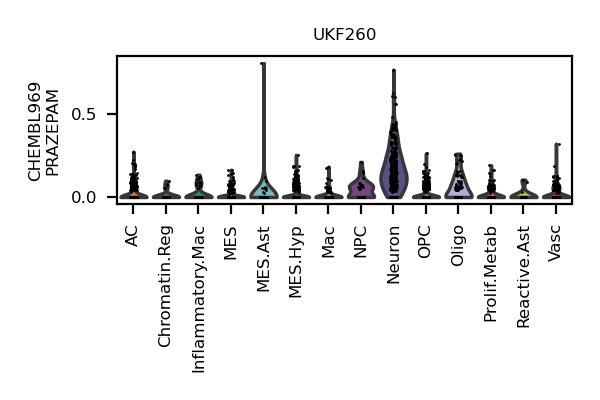 UKF260
CHEMBL969
PRAZEPAM
0.5
0.0
AC
Chromatin.Reg
Inflammatory.Mac
MES
MES.Ast
MES.Hyp
Mac
NPC
Neuron
OPC
Oligo
Prolif.Metab
Reactive.Ast
Vasc